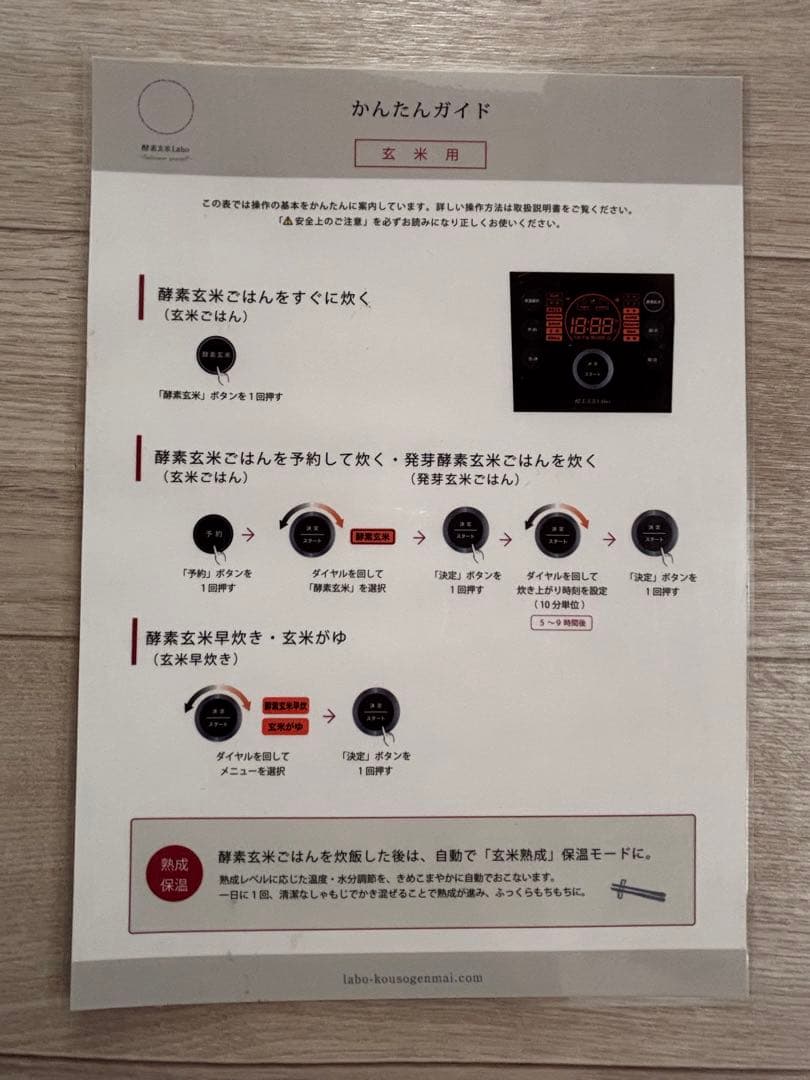 酵素玄米Labo
かんたんガイド
玄米用
この表では操作の基本をかんたんに案内しています。詳しい操作方法は取扱説明書をご覧ください。
「⚠安全上のご注意」を必ずお読みになり正しくお使いください。
酵素玄米ごはんをすぐに炊く
（玄米ごはん）
酵素玄米
「酵素玄米」ボタンを1回押す
18:88
決定
スタート
酵素玄米ごはんを予約して炊く・発芽酵素玄米ごはんを炊く
（玄米ごはん）
（発芽玄米ごはん）
予約
決定
スタート
酵素玄米
決定
スタート
決定
スタート
決定
スタート
「予約」ボタンを
1回押す
ダイヤルを回して
「酵素玄米」を選択
「決定」ボタンを
1回押す
ダイヤルを回して
炊き上がり時刻を設定
（10分単位）
5～9時間後
「決定」ボタンを
1回押す
酵素玄米早炊き・玄米がゆ
（玄米早炊き）
決定
スタート
酵素玄米早炊
玄米がゆ
決定
スタート
ダイヤルを回して
メニューを選択
「決定」ボタンを
1回押す
熟成
保温
酵素玄米ごはんを炊飯した後は、自動で「玄米熟成」保温モードに。
熟成レベルに応じた温度・水分調節を、きめこまやかに自動でおこないます。
一日に1回、清潔なしゃもじでかき混ぜることで熟成が進み、ふっくらもちもちに。
labo-kousogenmai.com